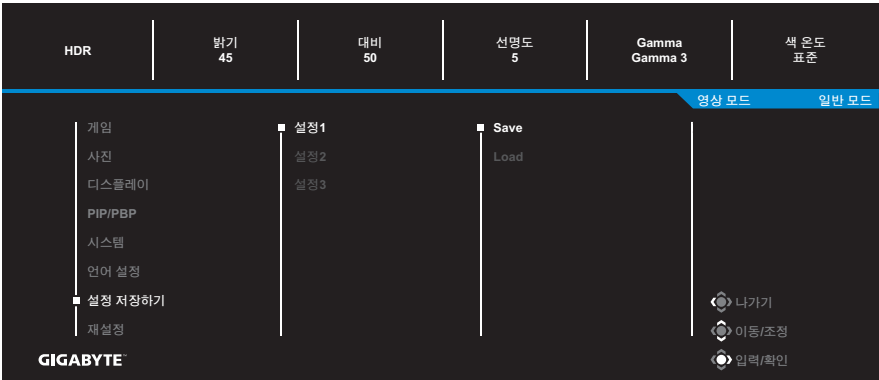 HDR
밝기
45
대비
50
선명도
5
Gamma
Gamma 3
색 온도
표준
영상 모드 일반 모드
게임
사진
디스플레이
PIP/PBP
시스템
언어 설정
설정 저장하기
재설정
설정1
설정2
설정3
Save
Load
나가기
이동/조정
입력/확인
GIGABYTE™